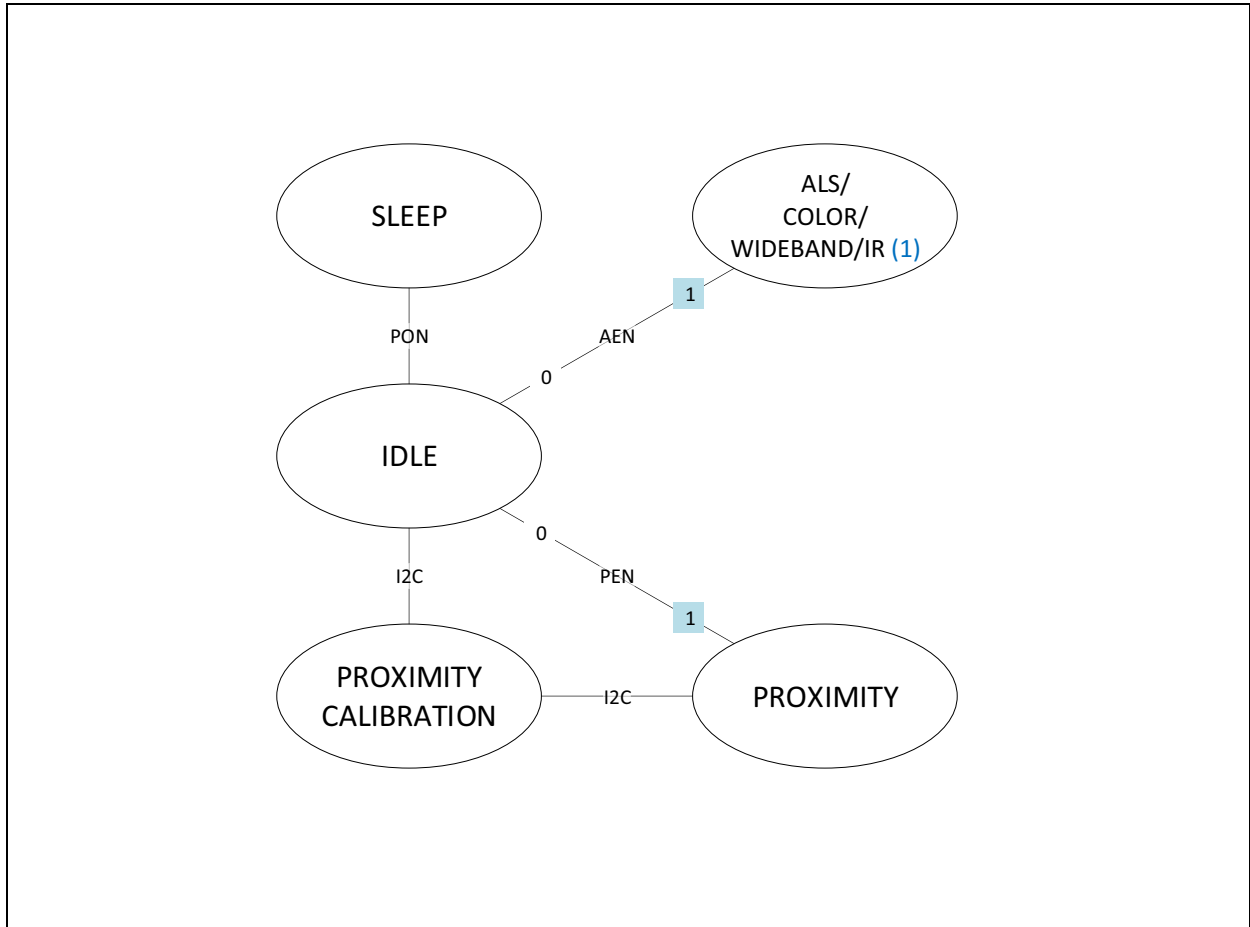 SLEEP
ALS/
COLOR/
WIDEBAND/IR (1)
1
PON
AEN
0
IDLE
0
I2C
PEN
1
PROXIMITY
CALIBRATION
I2C
PROXIMITY